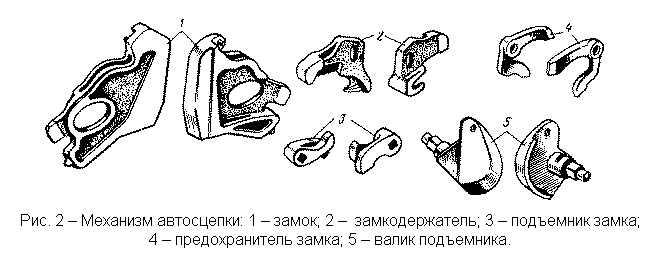 1
2
4
3
5
Рис. 2 – Механизм автосцепки: 1 – замок; 2 – замкодержатель; 3 – подъемник замка;
4 – предохранитель замка; 5 – валик подъемника.